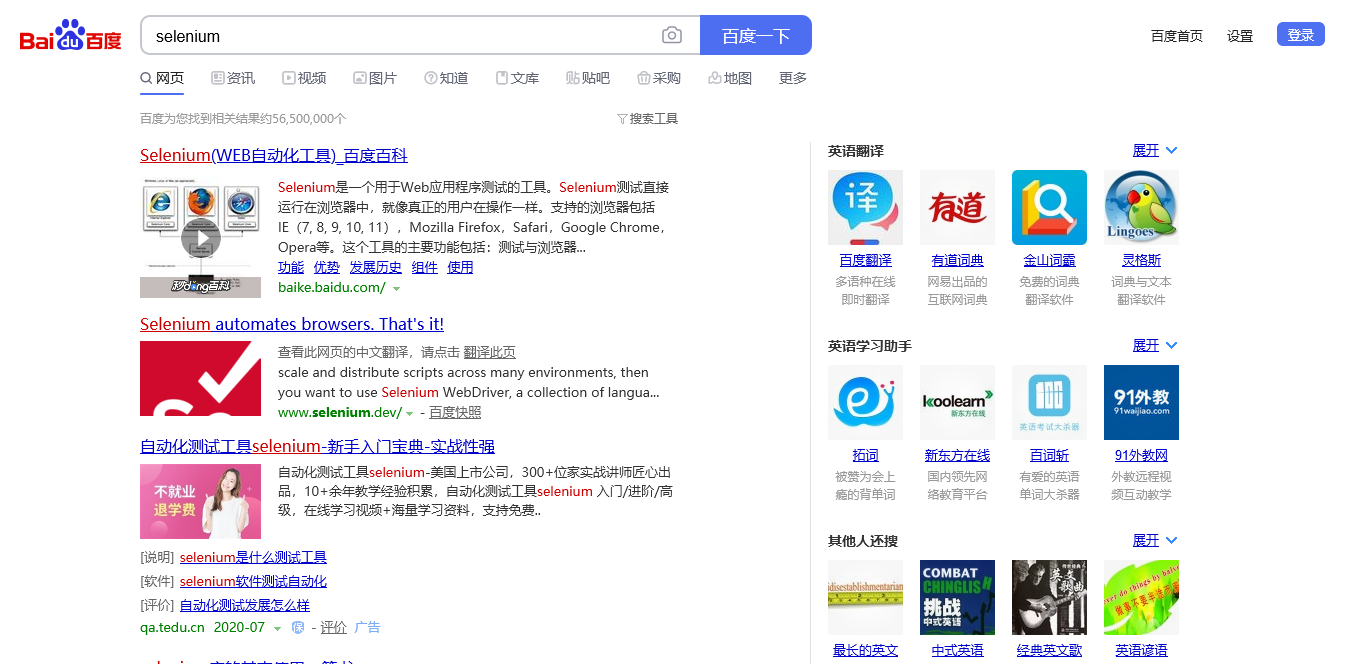 Bai du 百度
selenium
百度一下
百度首页 设置 登录
网页 资讯 视频 图片 知道 文库 贴吧 采购 地图 更多
百度为您找到相关结果约56,500,000个
搜索工具
Selenium(WEB自动化工具)_百度百科
秒dǒng百科
Selenium是一个用于Web应用程序测试的工具。Selenium测试直接
运行在浏览器中，就像真正的用户在操作一样。支持的浏览器包括
IE（7, 8, 9, 10, 11），Mozilla Firefox，Safari，Google Chrome，
Opera等。这个工具的主要功能包括：测试与浏览器...
功能 优势 发展历史 组件 使用
baike.baidu.com/
Selenium automates browsers. That's it!
查看此网页的中文翻译，请点击 翻译此页
scale and distribute scripts across many environments, then
you want to use Selenium WebDriver, a collection of langua...
www.selenium.dev/ - 百度快照
自动化测试工具selenium-新手入门宝典-实战性强
不就业
退学费
自动化测试工具selenium-美国上市公司，300+位家实战讲师匠心出
品，10+余年教学经验积累，自动化测试工具selenium 入门/进阶/高
级，在线学习视频+海量学习资料，支持免费..
[说明] selenium是什么测试工具
[软件] selenium软件测试自动化
[评价] 自动化测试发展怎么样
qa.tedu.cn 2020-07 保 - 评价 广告
英语翻译 展开
译
有道
Lingoes
百度翻译 有道词典 金山词霸 灵格斯
多语种在线 网易出品的 免费的词典 词典与文本
即时翻译 互联网词典 翻译软件 翻译软件
英语学习助手 展开
koolearn
新东方在线
英语考试大杀器
91外教
91waijiao.com
拓词 新东方在线 百词斩 91外教网
被赞为会上 国内领先网 有爱的英语 外教远程视
瘾的背单词 络教育平台 单词大杀器 频互动教学
其他人还搜 展开
idisestablishmentarian
COMBAT
CHINGLISH
挑战
中式英语
英文
歌曲
做事不要半途而废
最长的英文 中式英语 经典英文歌 英语谚语